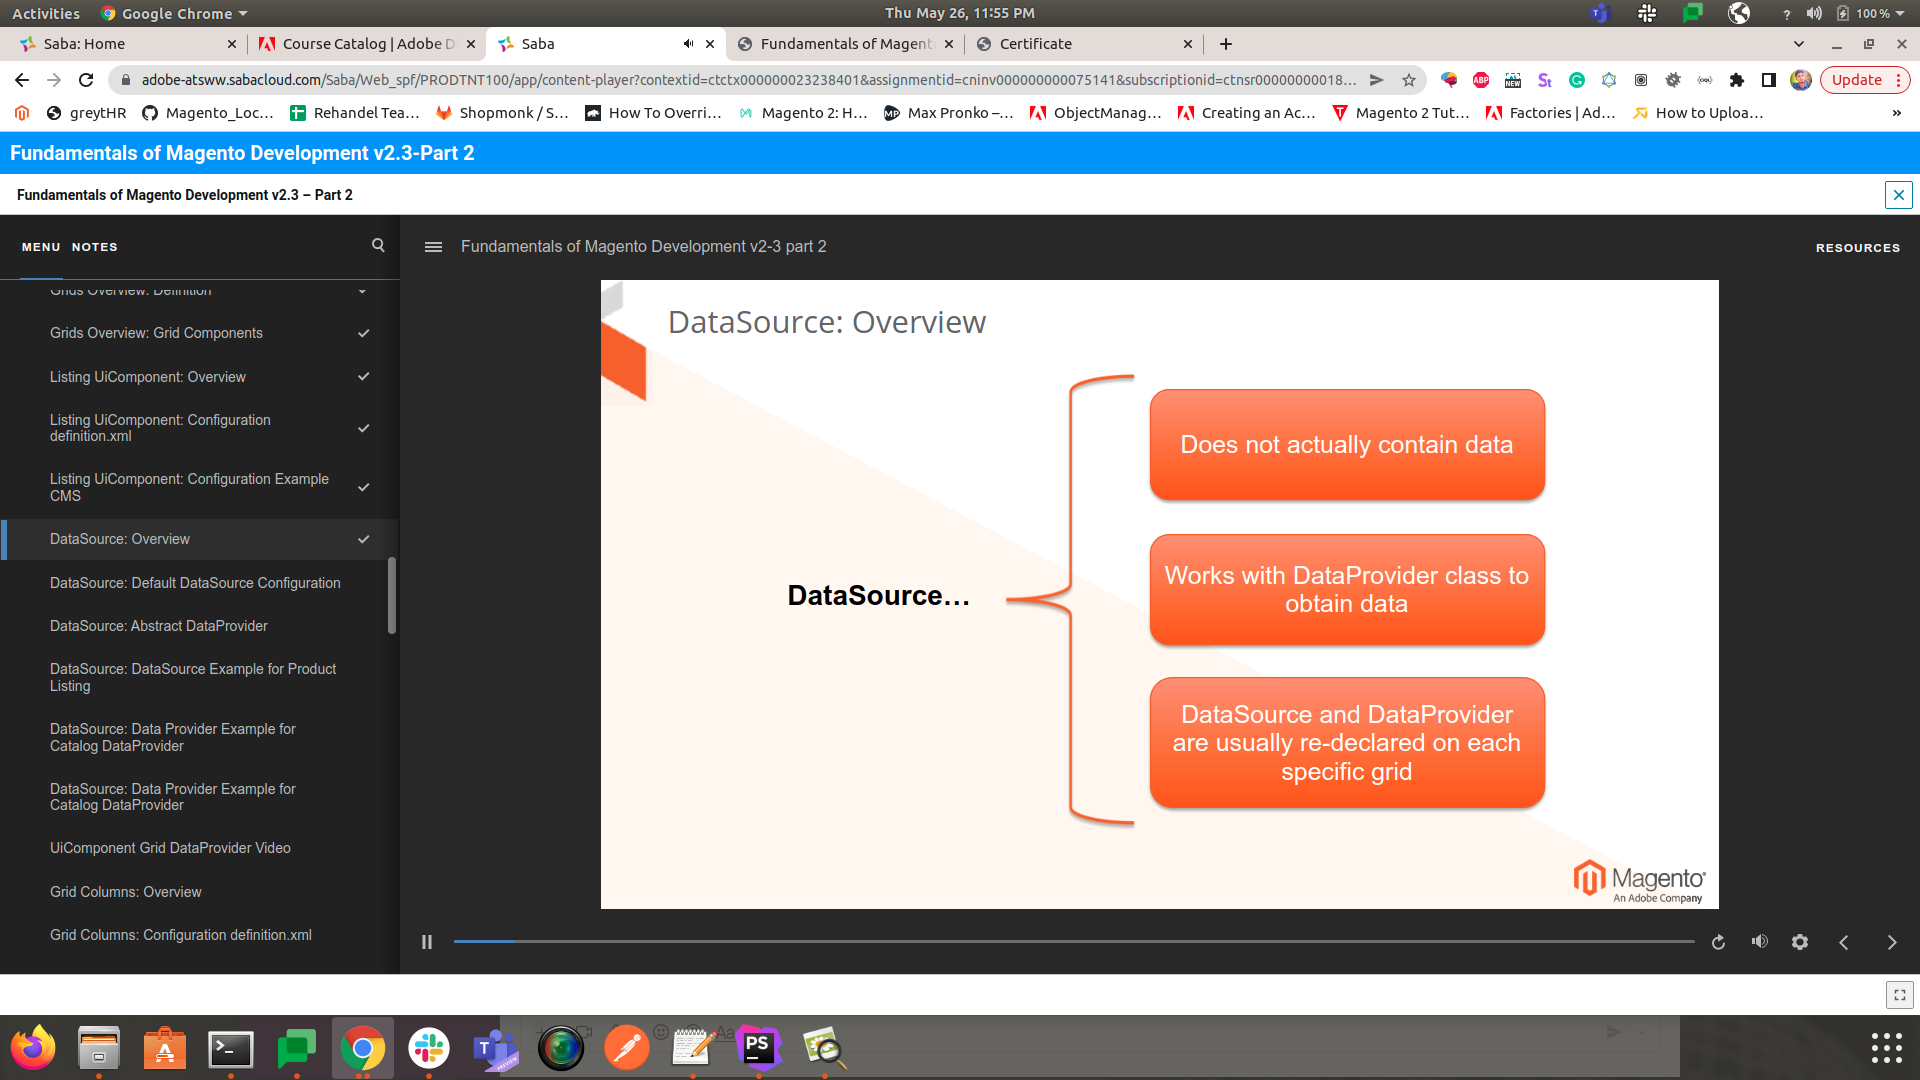 Activities
Google Chrome
Thu May 26, 11:55 PM
?
100 %
Saba: Home
Course Catalog | Adobe D
Saba
Fundamentals of Magent
Certificate
adobe-atsww.sabacloud.com/Saba/Web_spf/PRODTNT100/app/content-player?contextid=ctctx000000023238401&assignmentid=cninv000000000075141&subscriptionid=ctnsr00000000018...
ABP
NEW
St
Update
greytHR
Magento_Loc...
Rehandel Tea...
Shopmonk / S...
How To Overri...
Magento 2: H...
Max Pronko –...
ObjectManag...
Creating an Ac...
Magento 2 Tut...
Factories | Ad...
How to Uploa...
»
Fundamentals of Magento Development v2.3-Part 2
Fundamentals of Magento Development v2.3 – Part 2
MENU NOTES
Fundamentals of Magento Development v2-3 part 2
RESOURCES
Grids Overview: Definition
Grids Overview: Grid Components
Listing UiComponent: Overview
Listing UiComponent: Configuration
definition.xml
Listing UiComponent: Configuration Example
CMS
DataSource: Overview
DataSource: Default DataSource Configuration
DataSource: Abstract DataProvider
DataSource: DataSource Example for Product
Listing
DataSource: Data Provider Example for
Catalog DataProvider
DataSource: Data Provider Example for
Catalog DataProvider
UiComponent Grid DataProvider Video
Grid Columns: Overview
Grid Columns: Configuration definition.xml
DataSource: Overview
DataSource...
Does not actually contain data
Works with DataProvider class to
obtain data
DataSource and DataProvider
are usually re-declared on each
specific grid
Magento
An Adobe Company
PS